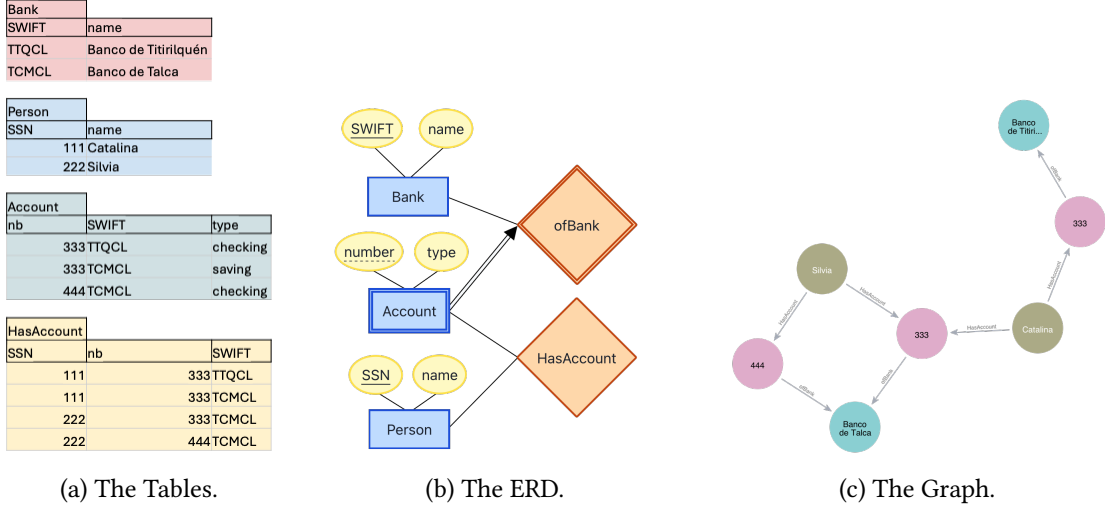 Bank
SWIFT name
TTQCL Banco de Titirilquén
TCMCL Banco de Talca
Person
SSN name
111 Catalina
222 Silvia
Account
nb SWIFT type
333 TTQCL checking
333 TCMCL saving
444 TCMCL checking
HasAccount
SSN nb SWIFT
111 333 TTQCL
111 333 TCMCL
222 333 TCMCL
222 444 TCMCL
(a) The Tables.
SWIFT name
Bank
ofBank
number type
Account
HasAccount
SSN name
Person
(b) The ERD.
Banco
de Titiri...
ofBank
333
HasAccount
Silvia
HasAccount
HasAccount
333
HasAccount
Catalina
444
ofBank
ofBank
Banco
de Talca
(c) The Graph.